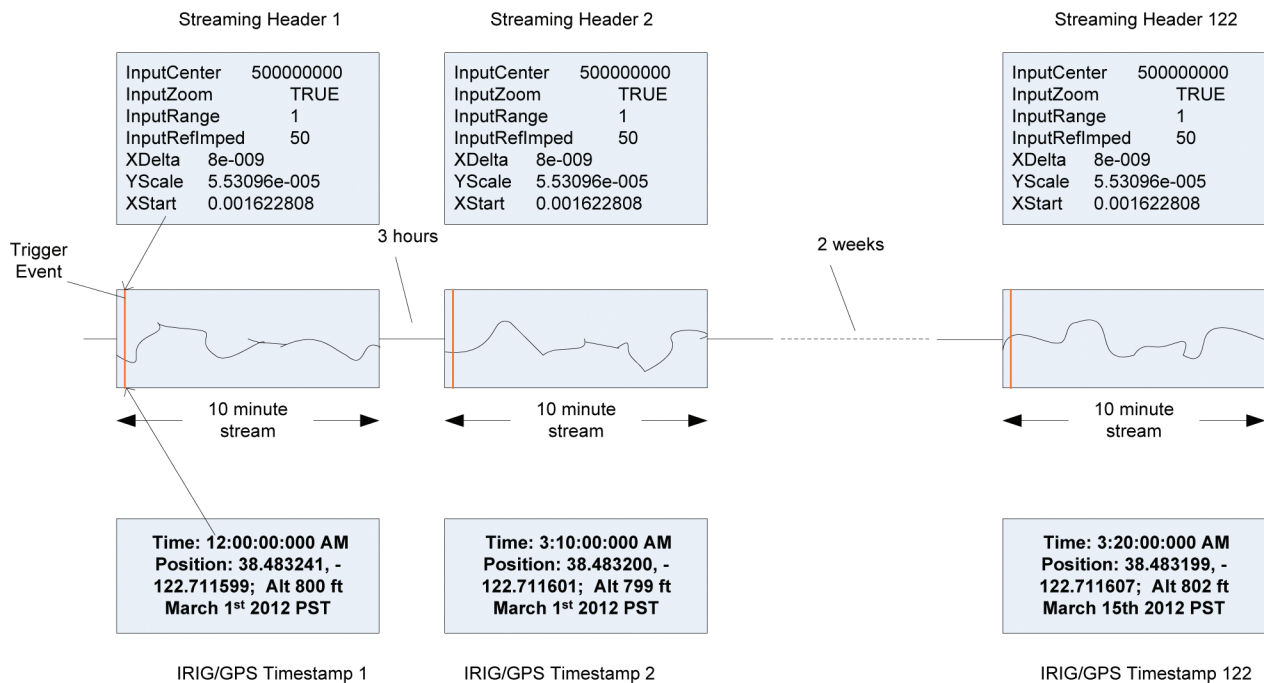 Streaming Header 1
Streaming Header 2
Streaming Header 122
InputCenter 500000000
InputZoom TRUE
InputRange 1
InputRefImped 50
XDelta 8e-009
YScale 5.53096e-005
XStart 0.001622808
InputCenter 500000000
InputZoom TRUE
InputRange 1
InputRefImped 50
XDelta 8e-009
YScale 5.53096e-005
XStart 0.001622808
InputCenter 500000000
InputZoom TRUE
InputRange 1
InputRefImped 50
XDelta 8e-009
YScale 5.53096e-005
XStart 0.001622808
Trigger
Event
3 hours
2 weeks
10 minute
stream
10 minute
stream
10 minute
stream
Time: 12:00:00:000 AM
Position: 38.483241, -
122.711599; Alt 800 ft
March 1st 2012 PST
Time: 3:10:00:000 AM
Position: 38.483200, -
122.711601; Alt 799 ft
March 1st 2012 PST
Time: 3:20:00:000 AM
Position: 38.483199, -
122.711607; Alt 802 ft
March 15th 2012 PST
IRIG/GPS Timestamp 1
IRIG/GPS Timestamp 2
IRIG/GPS Timestamp 122